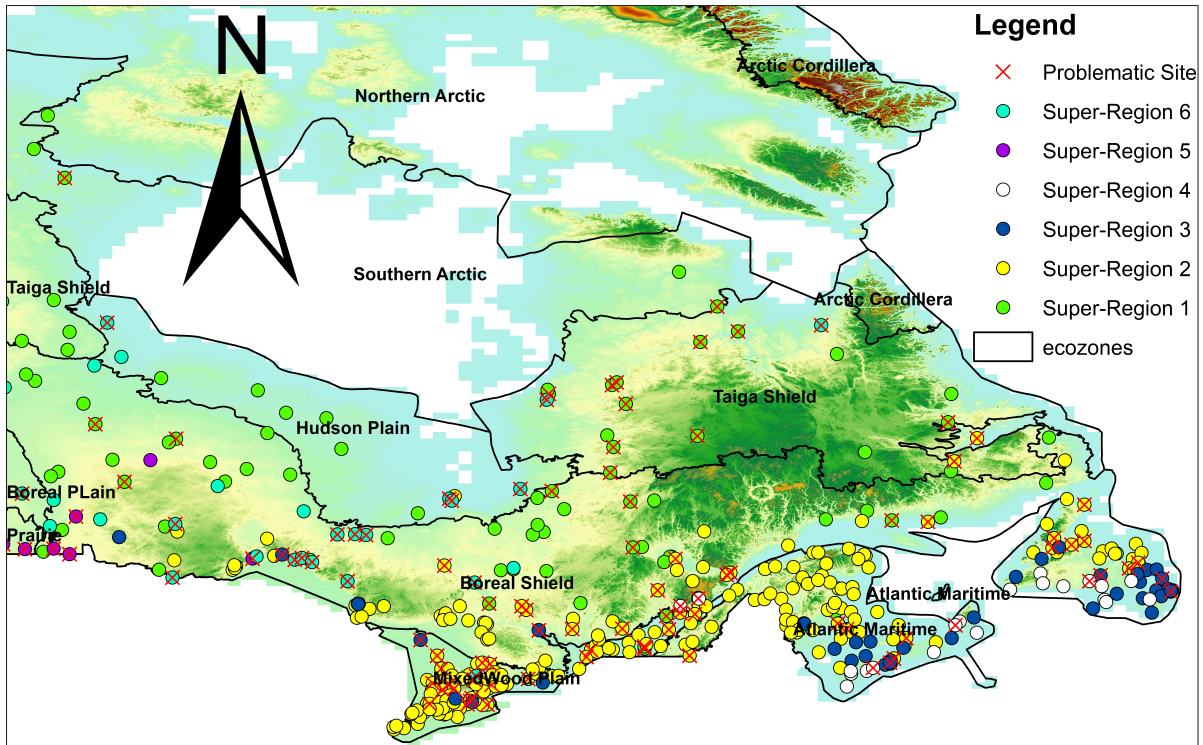 N
Legend
Problematic Site
Super-Region 6
Super-Region 5
Super-Region 4
Super-Region 3
Super-Region 2
Super-Region 1
ecozones
Arctic Cordillera
Northern Arctic
Southern Arctic
Taiga Shield
Arctic Cordillera
Taiga Shield
Hudson Plain
Boreal PLain
Prairie
Boreal Shield
Atlantic Maritime
Atlantic Maritime
MixedWood Plain